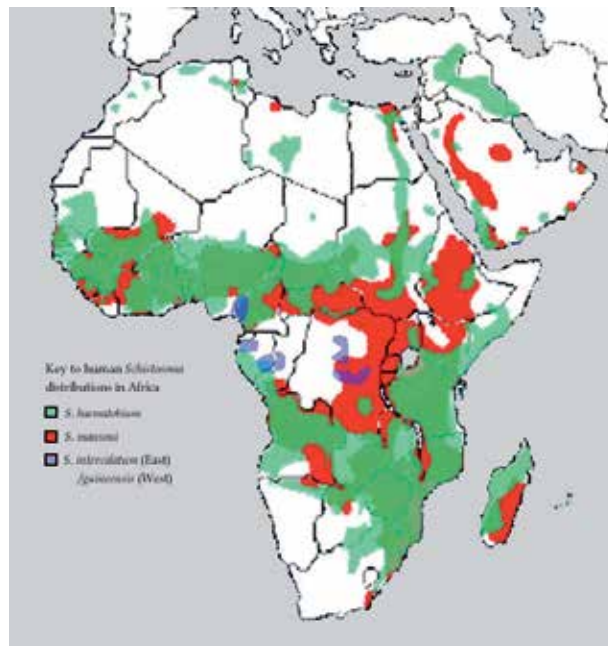 Key to human Schistosoma
distributions in Africa
S. haematobium
S. mansoni
S. intercalatum (East)
/guineensis (West)